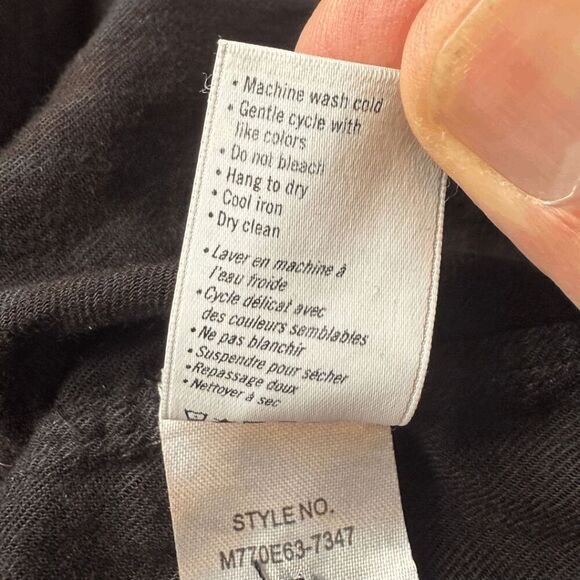 • Machine wash cold
• Gentle cycle with
like colors
• Do not bleach
• Hang to dry
• Cool iron
• Dry clean
• Laver en machine à
l'eau froide
• Cycle délicat avec
des couleurs semblables
• Ne pas blanchir
• Suspendre pour sécher
• Repassage doux
• Nettoyer à sec
STYLE NO.
M770E63-7347